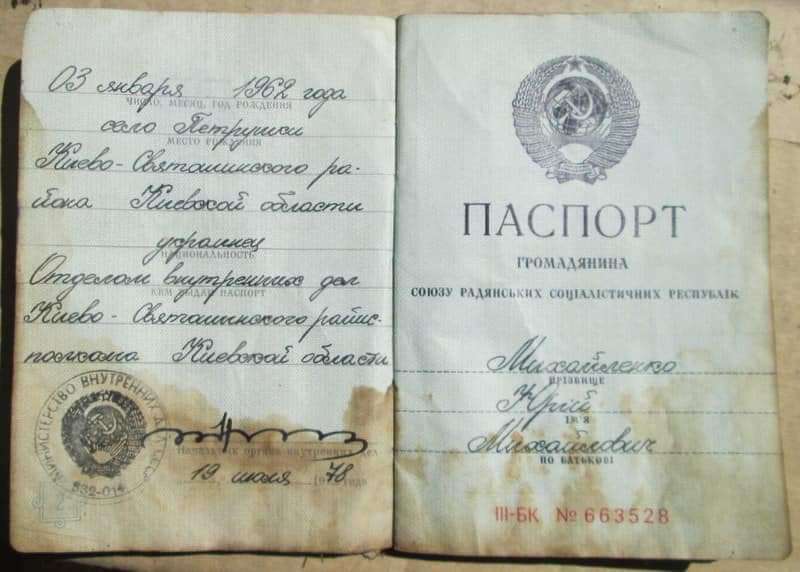 03 января 1962 года
ЧИСЛО, МЕСЯЦ, ГОД РОЖДЕНИЯ
село Петрушки
МЕСТО РОЖДЕНИЯ
Киево-Святошинского ра-
йона Киевской области
украинец
НАЦИОНАЛЬНОСТЬ
Отделом внутренних дел
КЕМ ВЫДАН ПАСПОРТ
Киево-Святошинского райис-
полкома Киевской области
МИНИСТЕРСТВО ВНУТРЕННИХ ДЕЛ СССР
632-014
Начальник органа внутренних дел
19 июля 1978 года
ПАСПОРТ
ГРОМАДЯНИНА
СОЮЗУ РАДЯНСЬКИХ СОЦІАЛІСТИЧНИХ РЕСПУБЛІК
Михайленко
ПРІЗВИЩЕ
Юрій
ІМ'Я
Михайлович
ПО БАТЬКОВІ
III-БК № 663528